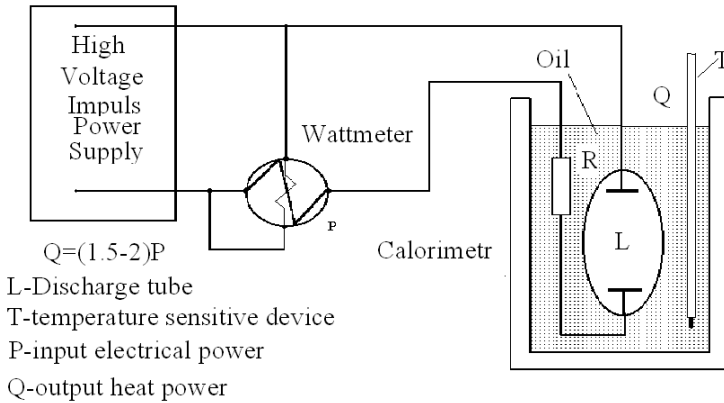 High
Voltage
Impuls
Power
Supply
Wattmeter
P
Oil
Q
T
R
L
Calorimetr
Q=(1.5-2)P
L-Discharge tube
T-temperature sensitive device
P-input electrical power
Q-output heat power